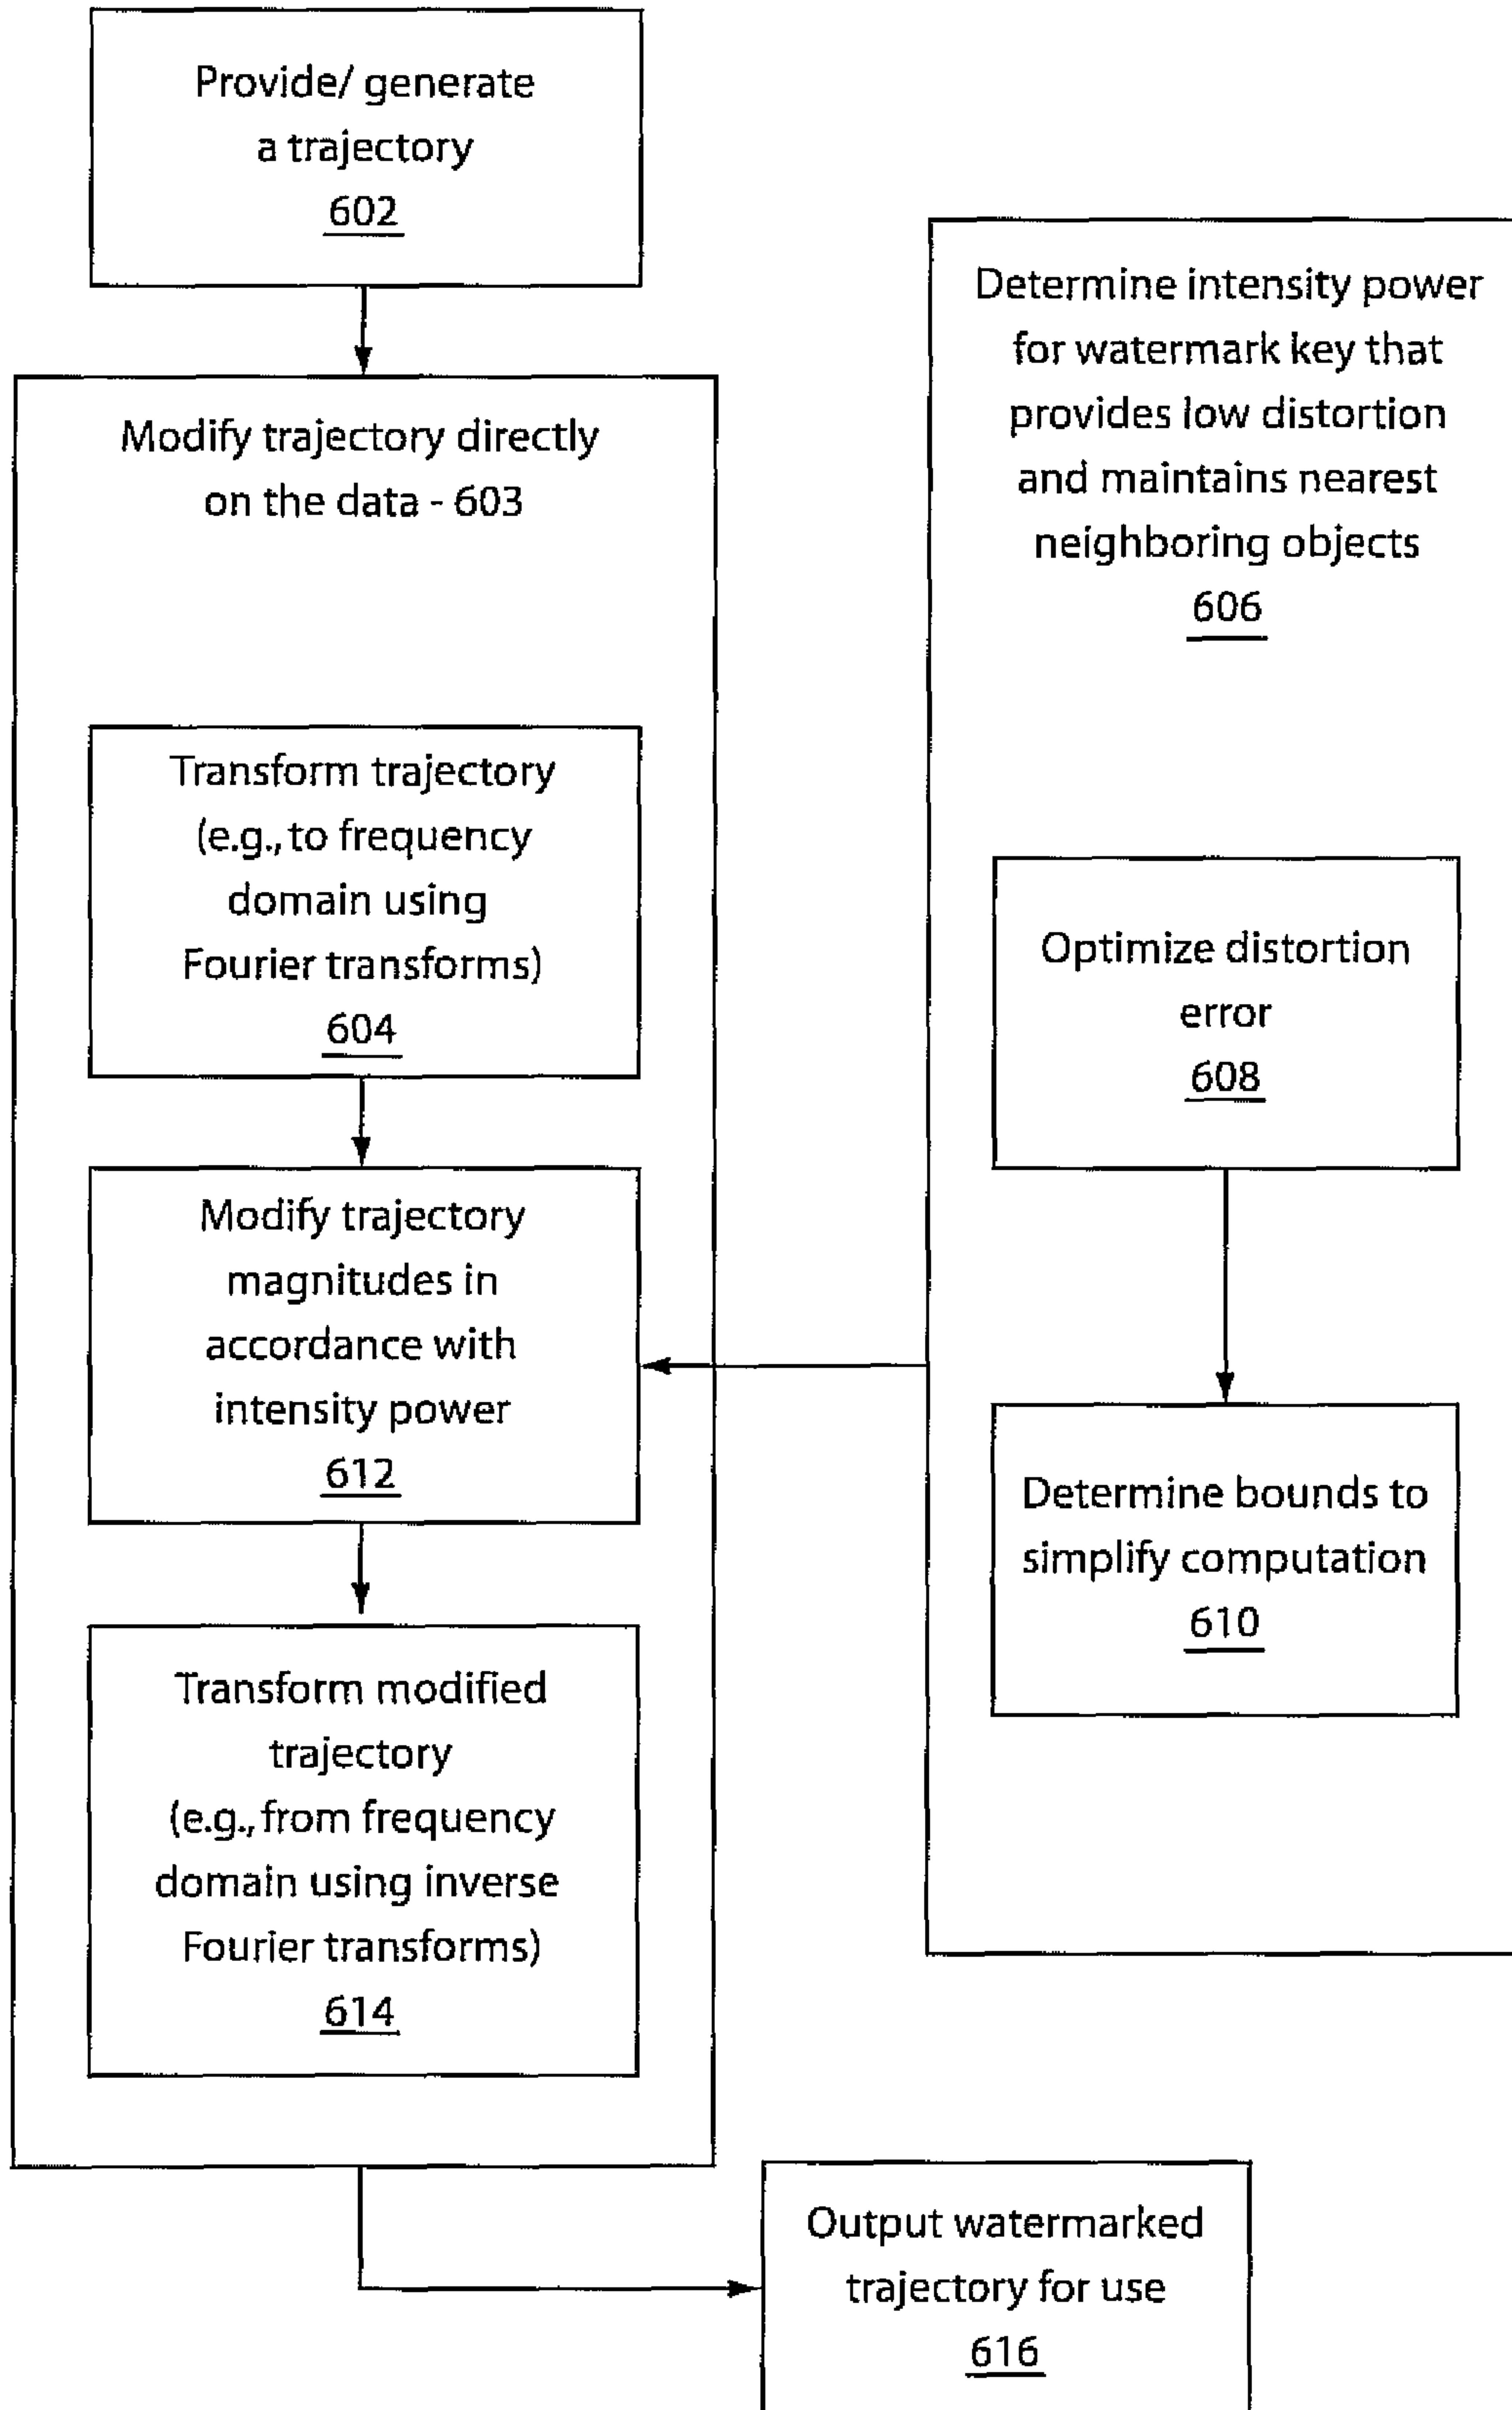 Provide/ generate
a trajectory
602
Modify trajectory directly
on the data - 603
Transform trajectory
(e.g., to frequency
domain using
Fourier transforms)
604
Modify trajectory
magnitudes in
accordance with
intensity power
612
Transform modified
trajectory
(e.g., from frequency
domain using inverse
Fourier transforms)
614
Determine intensity power
for watermark key that
provides low distortion
and maintains nearest
neighboring objects
606
Optimize distortion
error
608
Determine bounds to
simplify computation
610
Output watermarked
trajectory for use
616